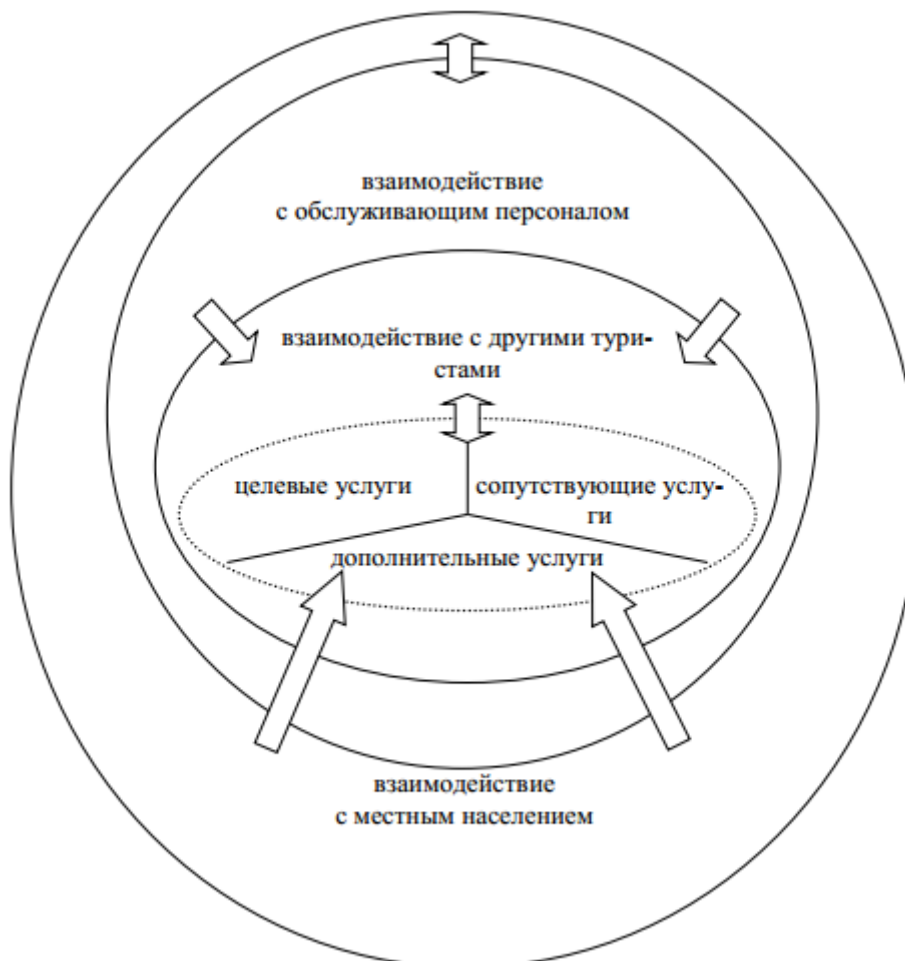 взаимодействие
с обслуживающим персоналом
взаимодействие с другими тури-
стами
целевые услуги
сопутствующие услу-
ги
дополнительные услуги
взаимодействие
с местным населением